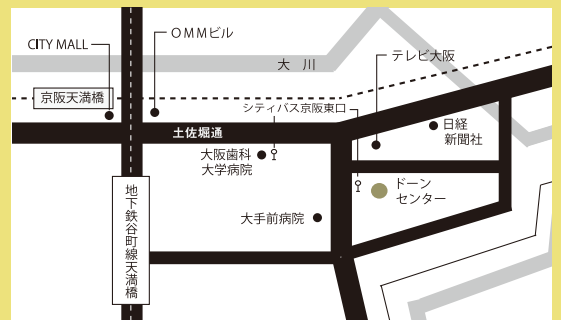 CITY MALL
OMMビル
大川
テレビ大阪
京阪天満橋
シティバス京阪東口
土佐堀通
日経
新聞社
大阪歯科
大学病院
ドーン
センター
大手前病院
地下鉄谷町線天満橋